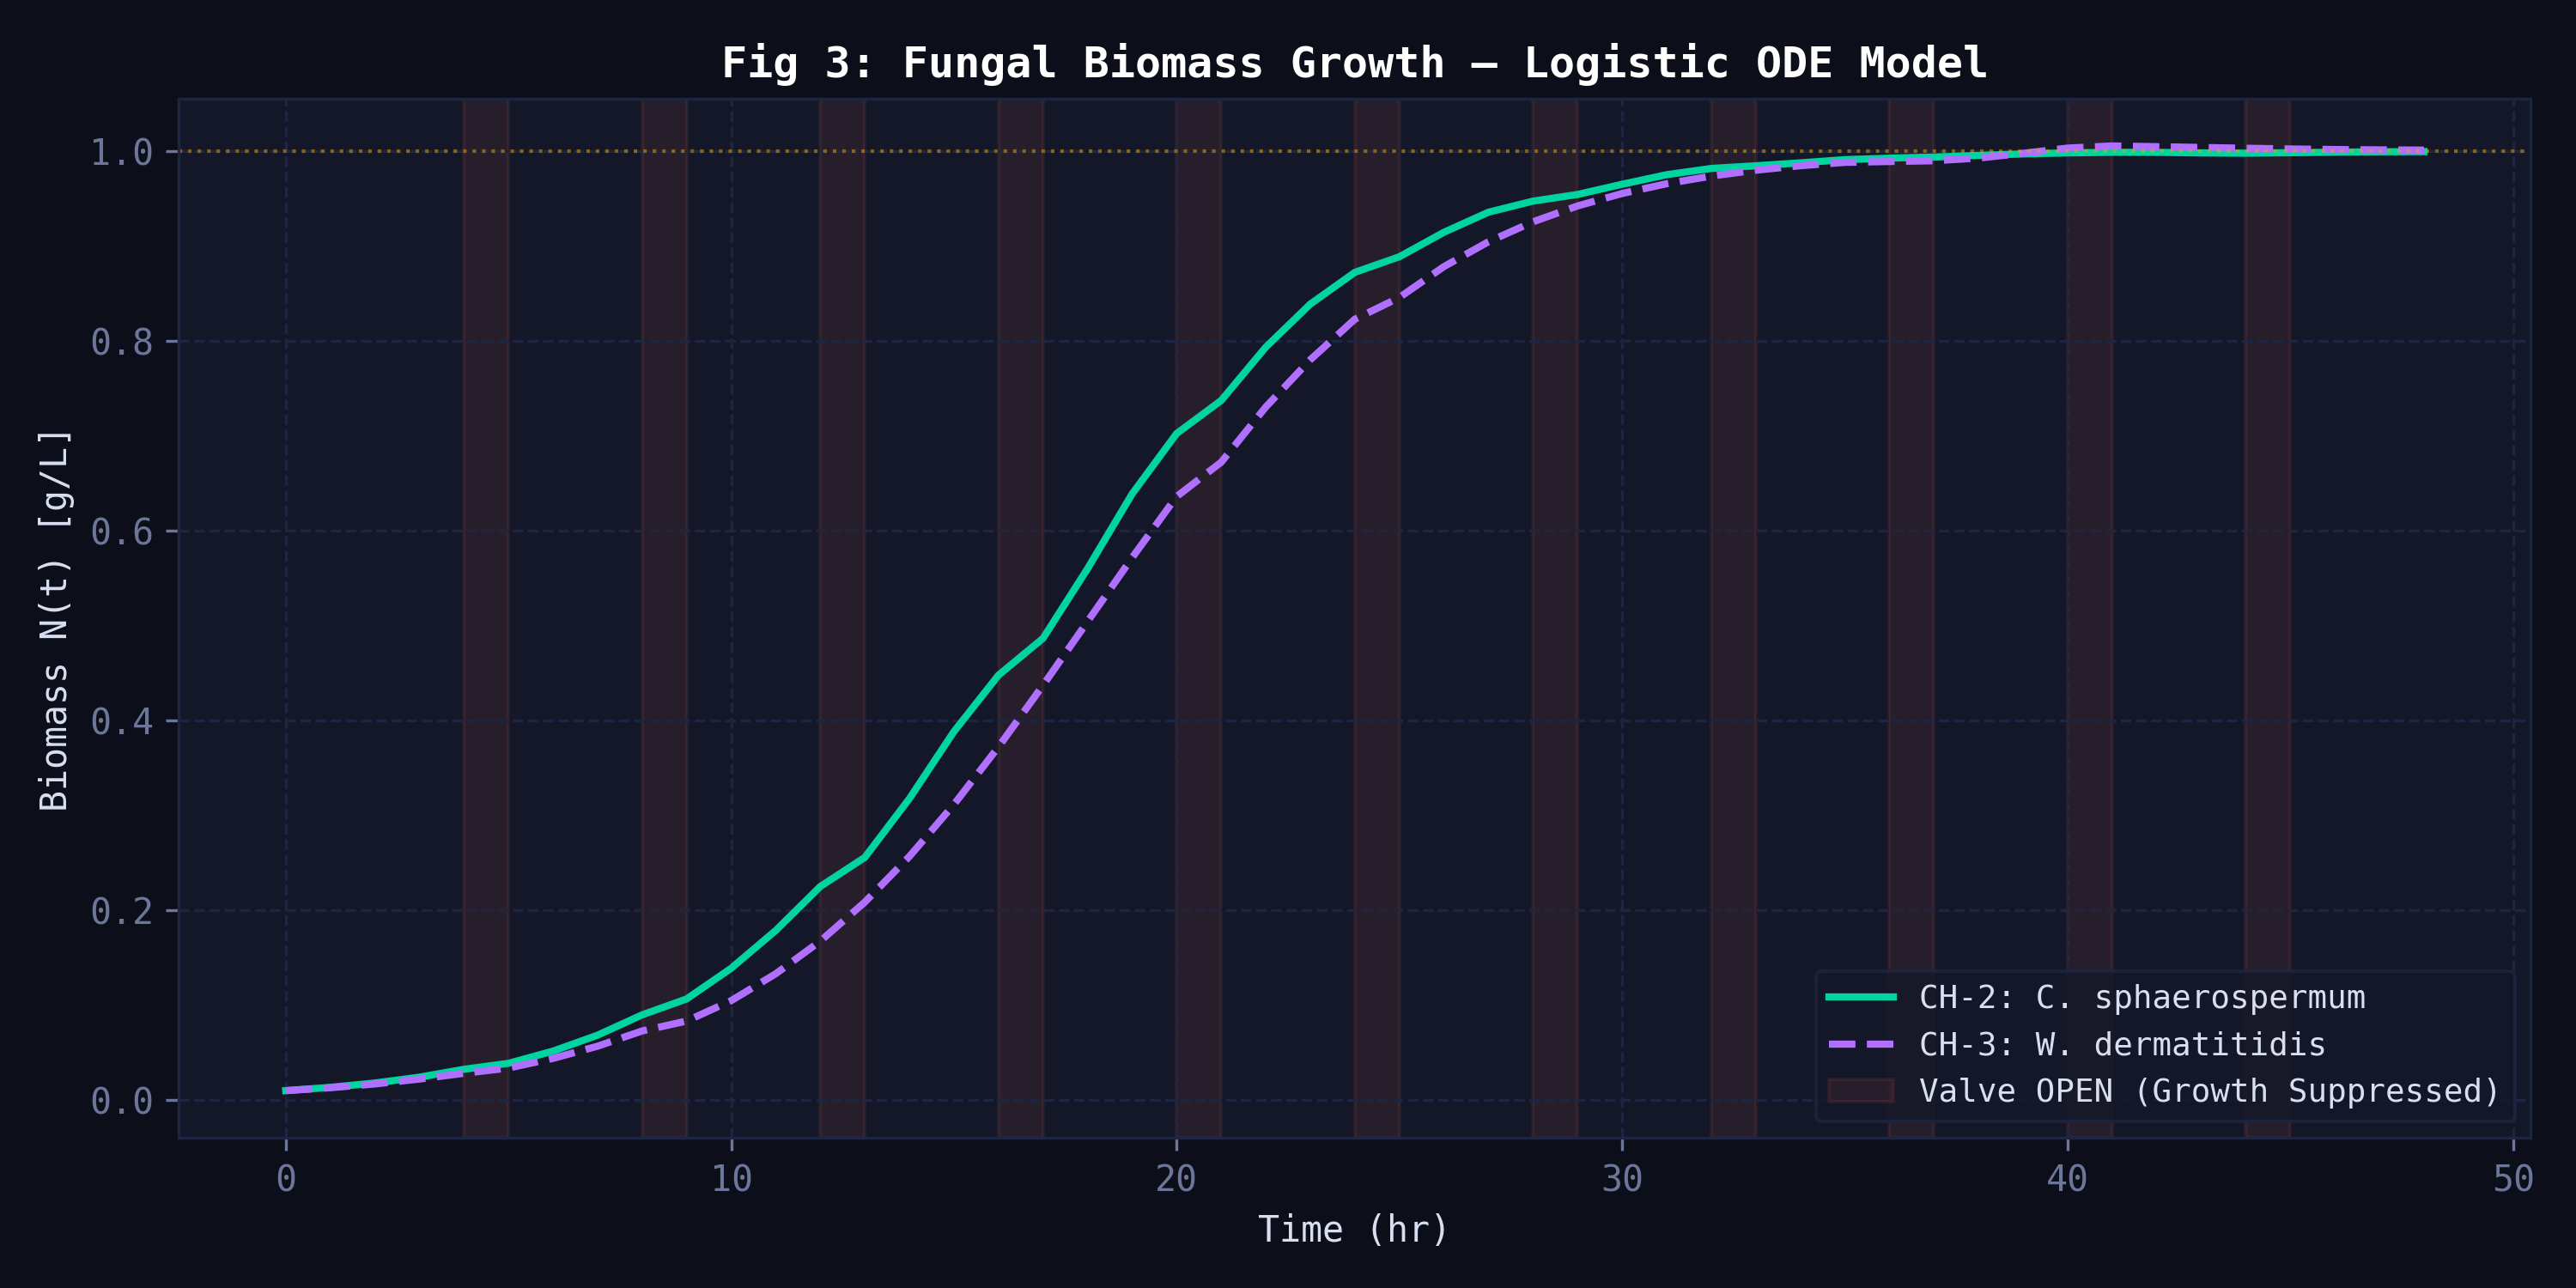 Fig 3: Fungal Biomass Growth — Logistic ODE Model
Biomass N(t) [g/L]
1.0
0.8
0.6
0.4
0.2
0.0
CH-2: C. sphaerospermum
CH-3: W. dermatitidis
Valve OPEN (Growth Suppressed)
0 10 20 30 40 50
Time (hr)